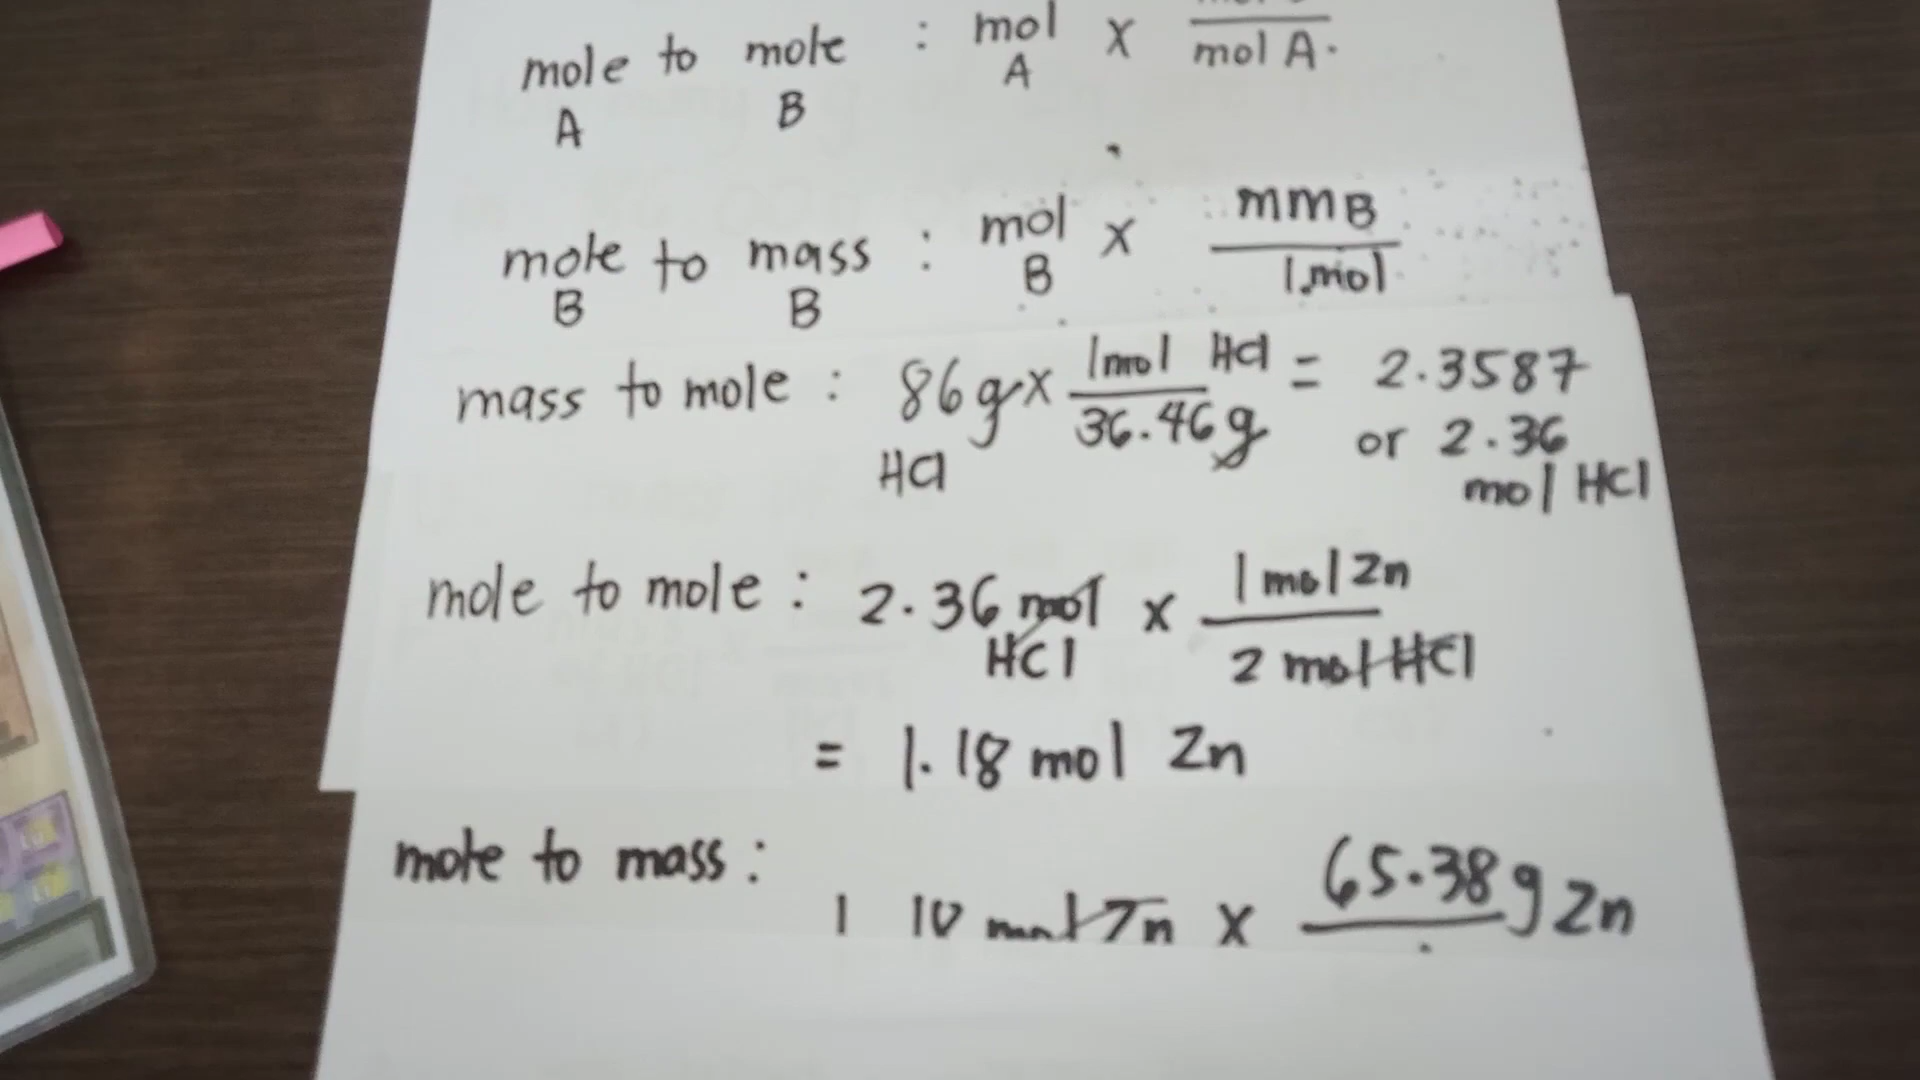 mole to mole : mol x
A B A mol A.
mole to mass : mol x mmB
B B B 1 mol
mass to mole : 86g x 1 mol HCl = 2.3587
HCl 36.46g or 2.36
mol HCl
mole to mole : 2.36 mol x 1 mol Zn
HCl 2 mol HCl
= 1.18 mol Zn
mole to mass :
x 65.38 g Zn